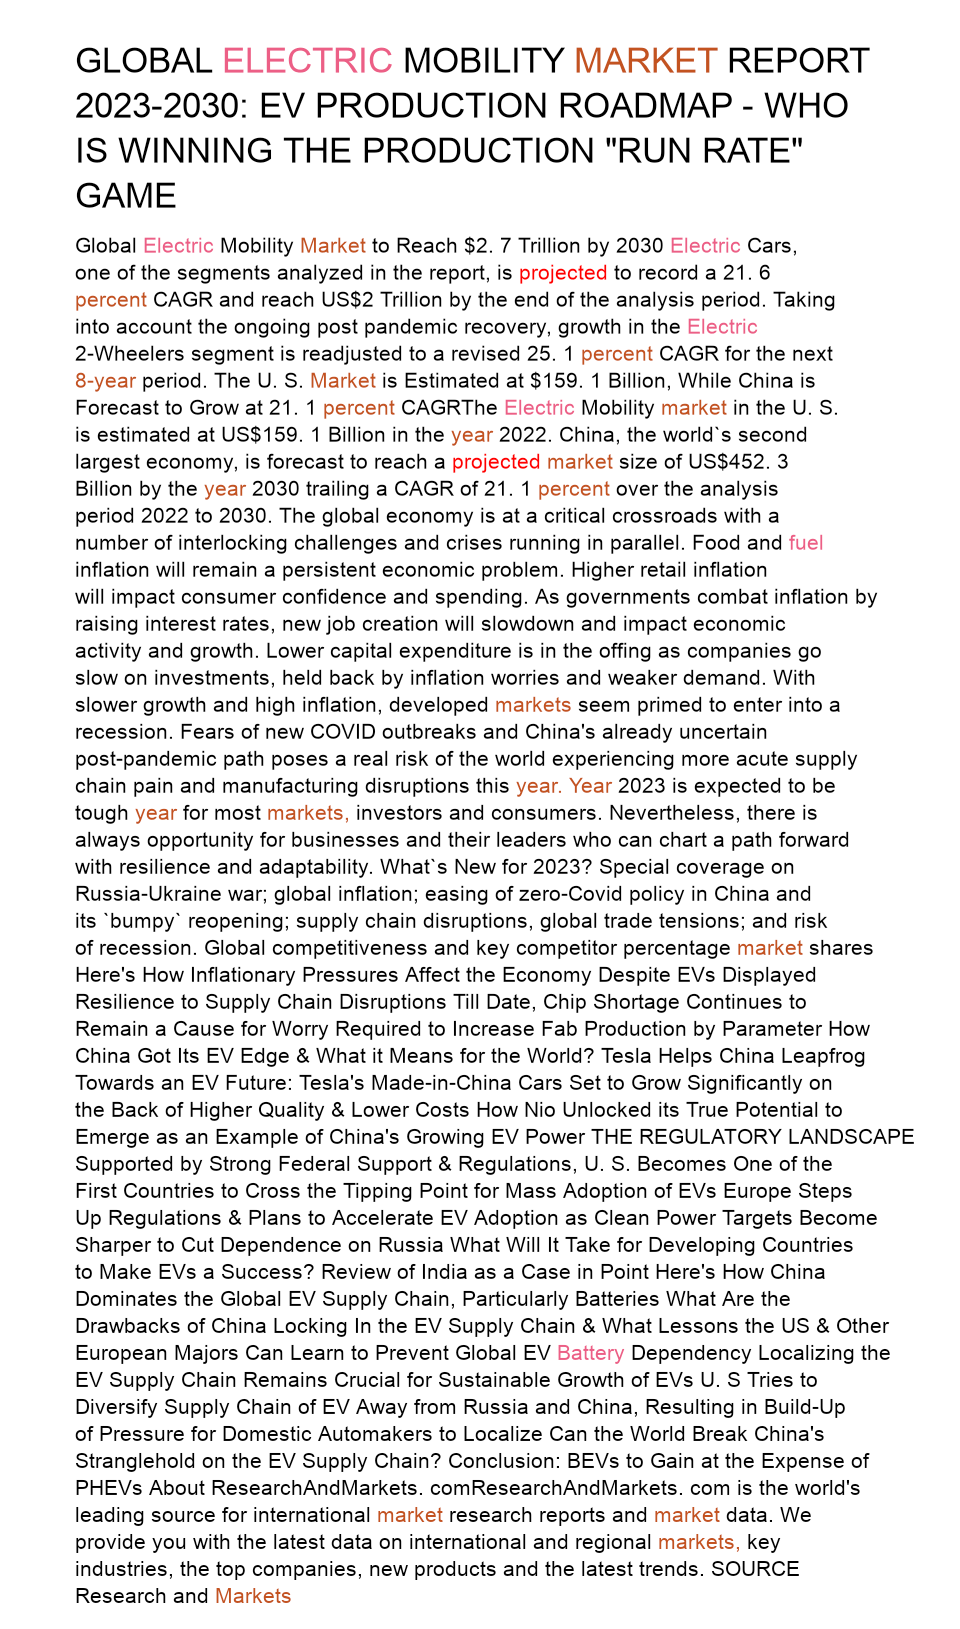 GLOBAL ELECTRIC MOBILITY MARKET REPORT
2023-2030: EV PRODUCTION ROADMAP - WHO
IS WINNING THE PRODUCTION "RUN RATE"
GAME
Global Electric Mobility Market to Reach $2. 7 Trillion by 2030 Electric Cars,
one of the segments analyzed in the report, is projected to record a 21. 6
percent CAGR and reach US$2 Trillion by the end of the analysis period. Taking
into account the ongoing post pandemic recovery, growth in the Electric
2-Wheelers segment is readjusted to a revised 25. 1 percent CAGR for the next
8-year period. The U. S. Market is Estimated at $159. 1 Billion, While China is
Forecast to Grow at 21. 1 percent CAGRThe Electric Mobility market in the U. S.
is estimated at US$159. 1 Billion in the year 2022. China, the world`s second
largest economy, is forecast to reach a projected market size of US$452. 3
Billion by the year 2030 trailing a CAGR of 21. 1 percent over the analysis
period 2022 to 2030. The global economy is at a critical crossroads with a
number of interlocking challenges and crises running in parallel. Food and fuel
inflation will remain a persistent economic problem. Higher retail inflation
will impact consumer confidence and spending. As governments combat inflation by
raising interest rates, new job creation will slowdown and impact economic
activity and growth. Lower capital expenditure is in the offing as companies go
slow on investments, held back by inflation worries and weaker demand. With
slower growth and high inflation, developed markets seem primed to enter into a
recession. Fears of new COVID outbreaks and China's already uncertain
post-pandemic path poses a real risk of the world experiencing more acute supply
chain pain and manufacturing disruptions this year. Year 2023 is expected to be
tough year for most markets, investors and consumers. Nevertheless, there is
always opportunity for businesses and their leaders who can chart a path forward
with resilience and adaptability. What`s New for 2023? Special coverage on
Russia-Ukraine war; global inflation; easing of zero-Covid policy in China and
its `bumpy` reopening; supply chain disruptions, global trade tensions; and risk
of recession. Global competitiveness and key competitor percentage market shares
Here's How Inflationary Pressures Affect the Economy Despite EVs Displayed
Resilience to Supply Chain Disruptions Till Date, Chip Shortage Continues to
Remain a Cause for Worry Required to Increase Fab Production by Parameter How
China Got Its EV Edge & What it Means for the World? Tesla Helps China Leapfrog
Towards an EV Future: Tesla's Made-in-China Cars Set to Grow Significantly on
the Back of Higher Quality & Lower Costs How Nio Unlocked its True Potential to
Emerge as an Example of China's Growing EV Power THE REGULATORY LANDSCAPE
Supported by Strong Federal Support & Regulations, U. S. Becomes One of the
First Countries to Cross the Tipping Point for Mass Adoption of EVs Europe Steps
Up Regulations & Plans to Accelerate EV Adoption as Clean Power Targets Become
Sharper to Cut Dependence on Russia What Will It Take for Developing Countries
to Make EVs a Success? Review of India as a Case in Point Here's How China
Dominates the Global EV Supply Chain, Particularly Batteries What Are the
Drawbacks of China Locking In the EV Supply Chain & What Lessons the US & Other
European Majors Can Learn to Prevent Global EV Battery Dependency Localizing the
EV Supply Chain Remains Crucial for Sustainable Growth of EVs U. S Tries to
Diversify Supply Chain of EV Away from Russia and China, Resulting in Build-Up
of Pressure for Domestic Automakers to Localize Can the World Break China's
Stranglehold on the EV Supply Chain? Conclusion: BEVs to Gain at the Expense of
PHEVs About ResearchAndMarkets. comResearchAndMarkets. com is the world's
leading source for international market research reports and market data. We
provide you with the latest data on international and regional markets, key
industries, the top companies, new products and the latest trends. SOURCE
Research and Markets